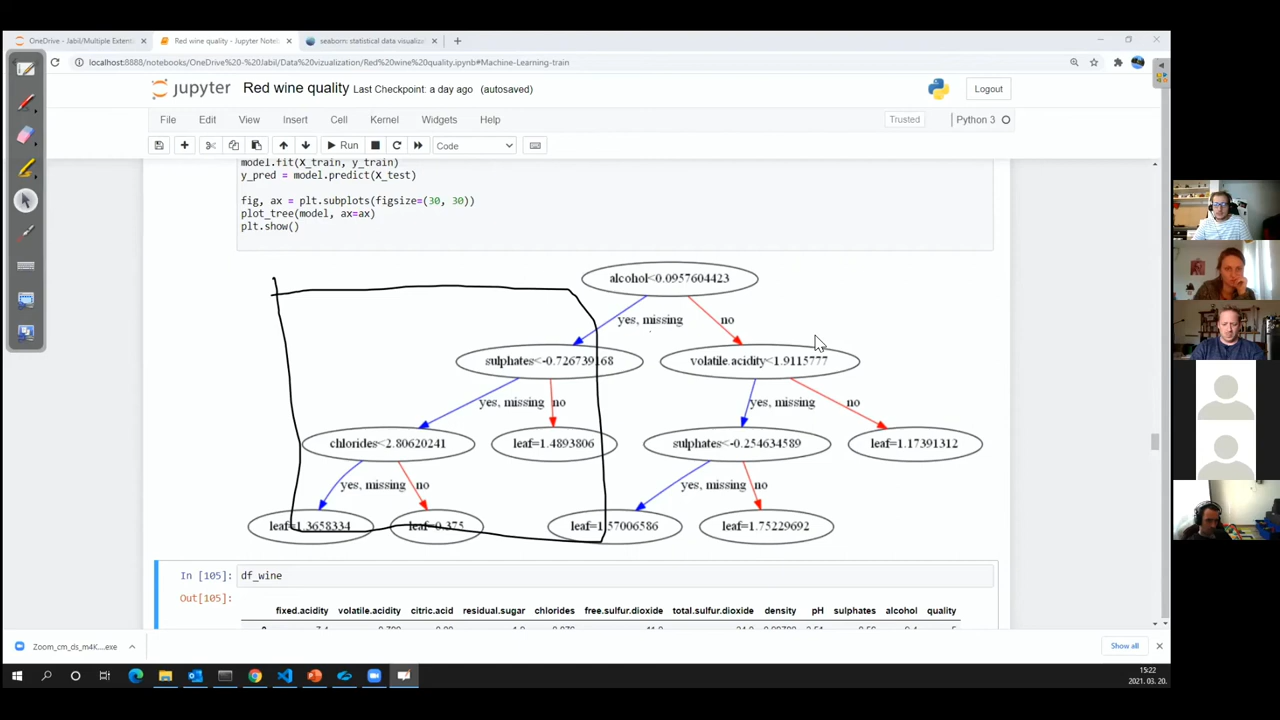 OneDrive - Jabil/Multiple Extenti
Red wine quality - Jupyter Noteb
seaborn: statistical data visualiza
localhost:8888/notebooks/OneDrive%20-%20Jabil/Data%20vizualization/Red%20wine%20quality.ipynb#Machine-Learning-train
jupyter Red wine quality Last Checkpoint: a day ago (autosaved) Logout
File Edit View Insert Cell Kernel Widgets Help Trusted Python 3
Run Code
model.fit(X_train, y_train)
y_pred = model.predict(X_test)
fig, ax = plt.subplots(figsize=(30, 30))
plot_tree(model, ax=ax)
plt.show()
alcohol<0.0957604423
yes, missing no
sulphates<-0.726739168 volatile.acidity<1.9115777
yes, missing no yes, missing no
chlorides<2.80620241 leaf=1.4893806 sulphates<-0.254634589 leaf=1.17391312
yes, missing no yes, missing no
leaf=1.3658334 leaf=0.375 leaf=1.57006586 leaf=1.75229692
In [105]: df_wine
Out[105]:
fixed.acidity volatile.acidity citric.acid residual.sugar chlorides free.sulfur.dioxide total.sulfur.dioxide density pH sulphates alcohol quality
Zoom_cm_ds_m4K....exe Show all
15:22
2021. 03. 20.